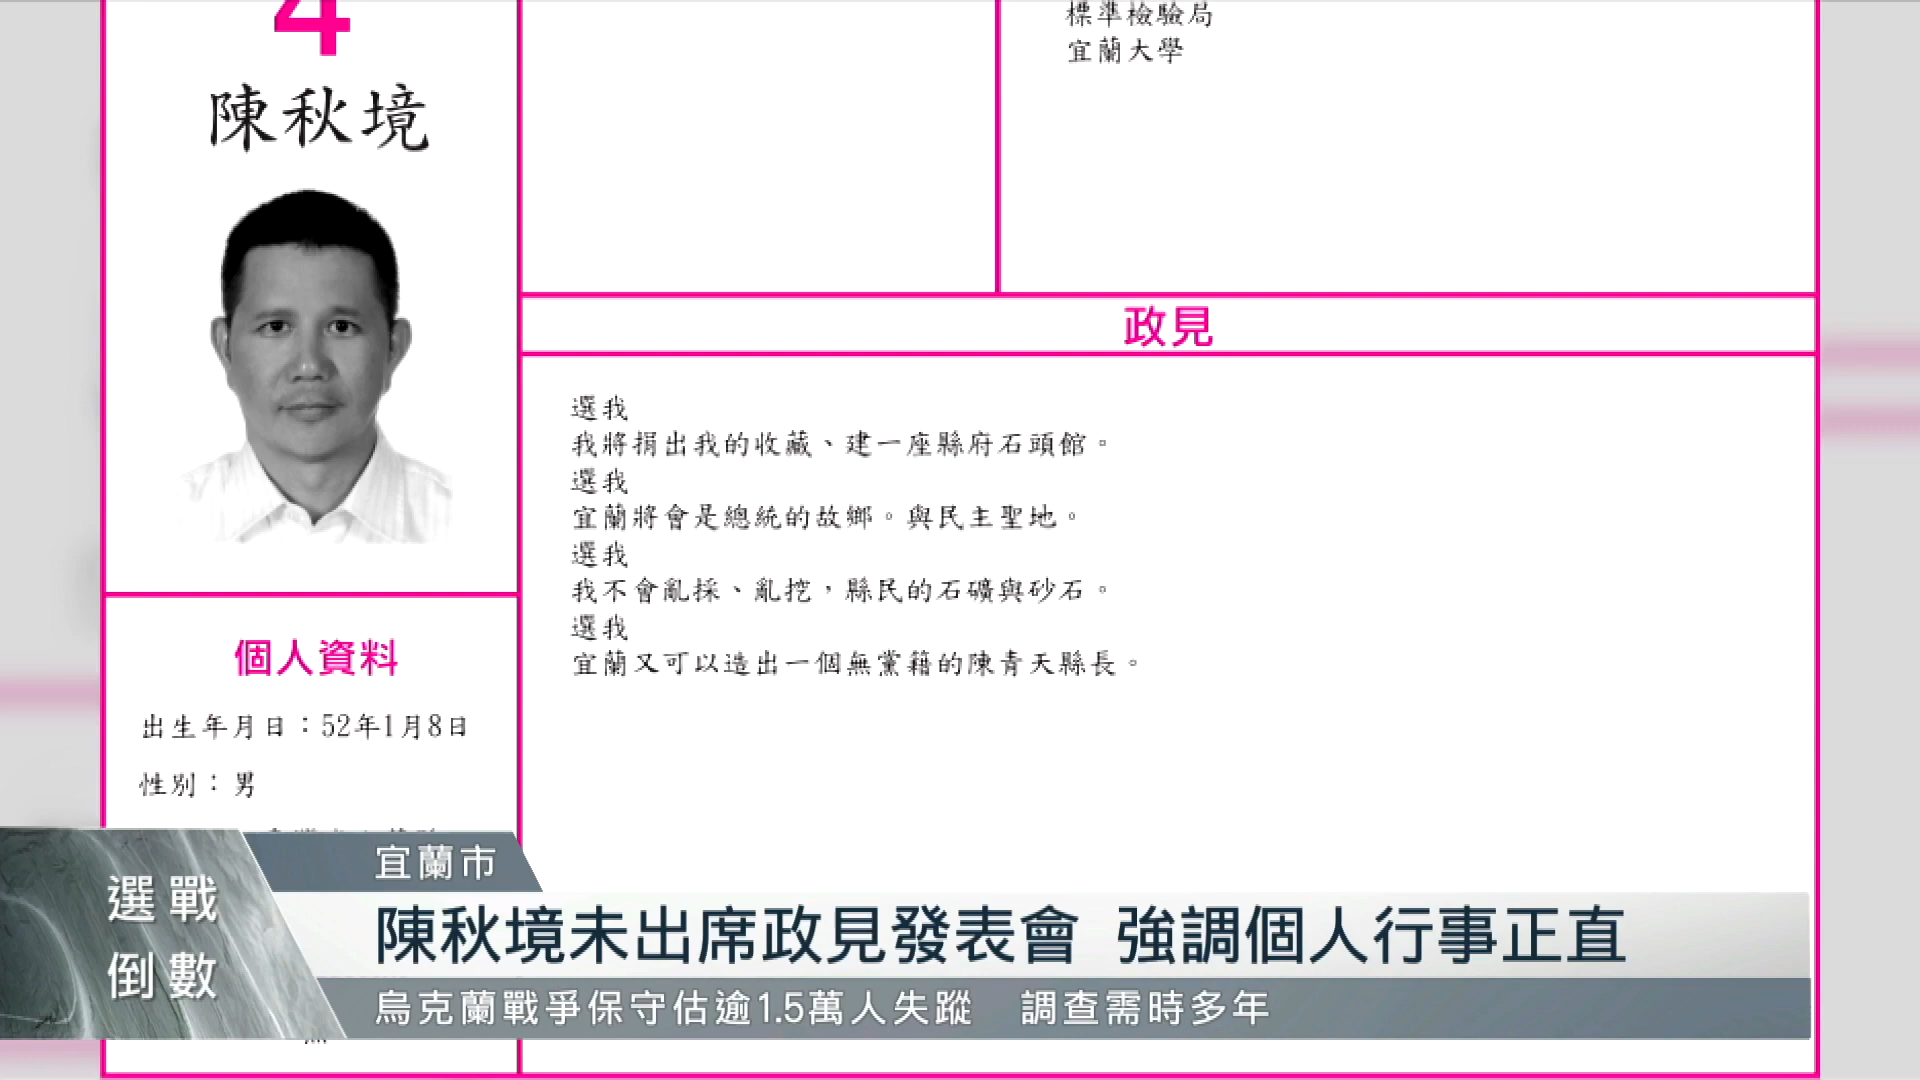 4
陳秋境
標準檢驗局
宜蘭大學
政見
選我
我將捐出我的收藏、建一座縣府石頭館。
選我
宜蘭將會是總統的故鄉。與民主聖地。
選我
我不會亂採、亂挖，縣民的石礦與砂石。
選我
宜蘭又可以造出一個無黨籍的陳青天縣長。
個人資料
出生年月日：52年1月8日
性別：男
宜蘭市
選戰
倒數
陳秋境未出席政見發表會 強調個人行事正直
烏克蘭戰爭保守估逾1.5萬人失蹤 調查需時多年